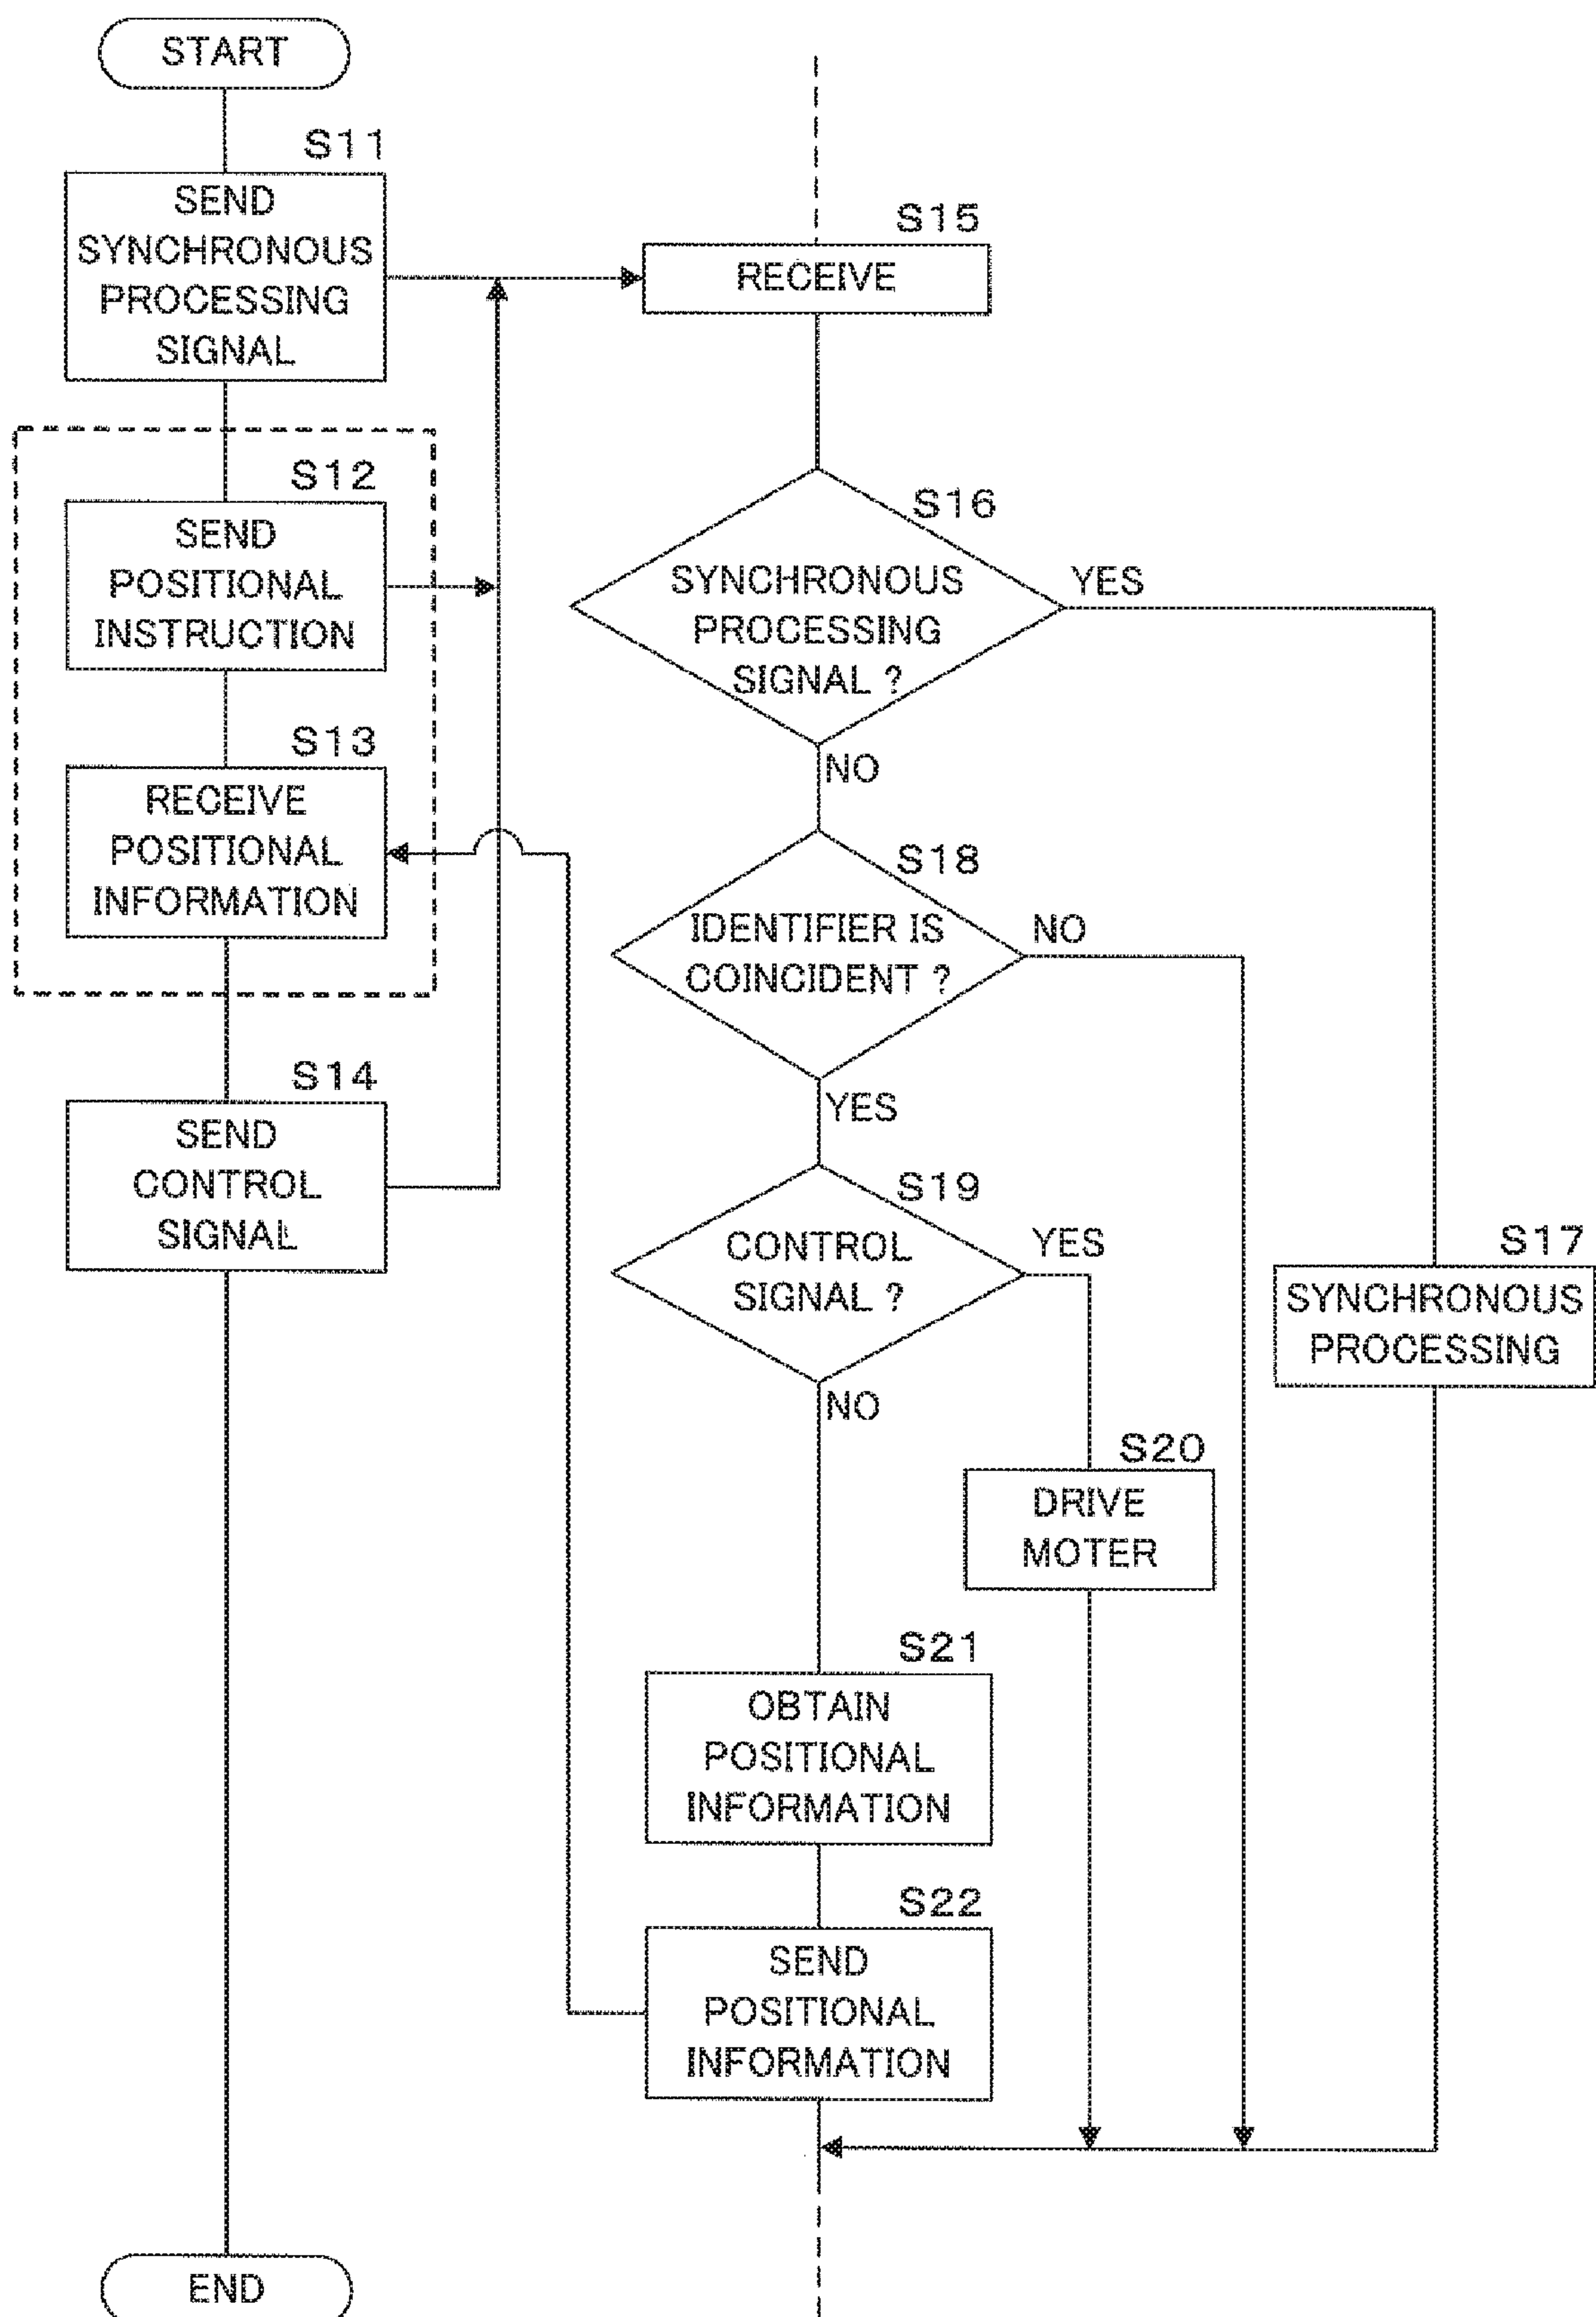 START
S11
SEND
SYNCHRONOUS
PROCESSING
SIGNAL
S12
SEND
POSITIONAL
INSTRUCTION
S13
RECEIVE
POSITIONAL
INFORMATION
S14
SEND
CONTROL
SIGNAL
END
S15
RECEIVE
S16
SYNCHRONOUS
PROCESSING
SIGNAL ?
YES
NO
S18
IDENTIFIER IS
COINCIDENT ?
NO
YES
S19
CONTROL
SIGNAL ?
YES
NO
S17
SYNCHRONOUS
PROCESSING
S20
DRIVE
MOTER
S21
OBTAIN
POSITIONAL
INFORMATION
S22
SEND
POSITIONAL
INFORMATION